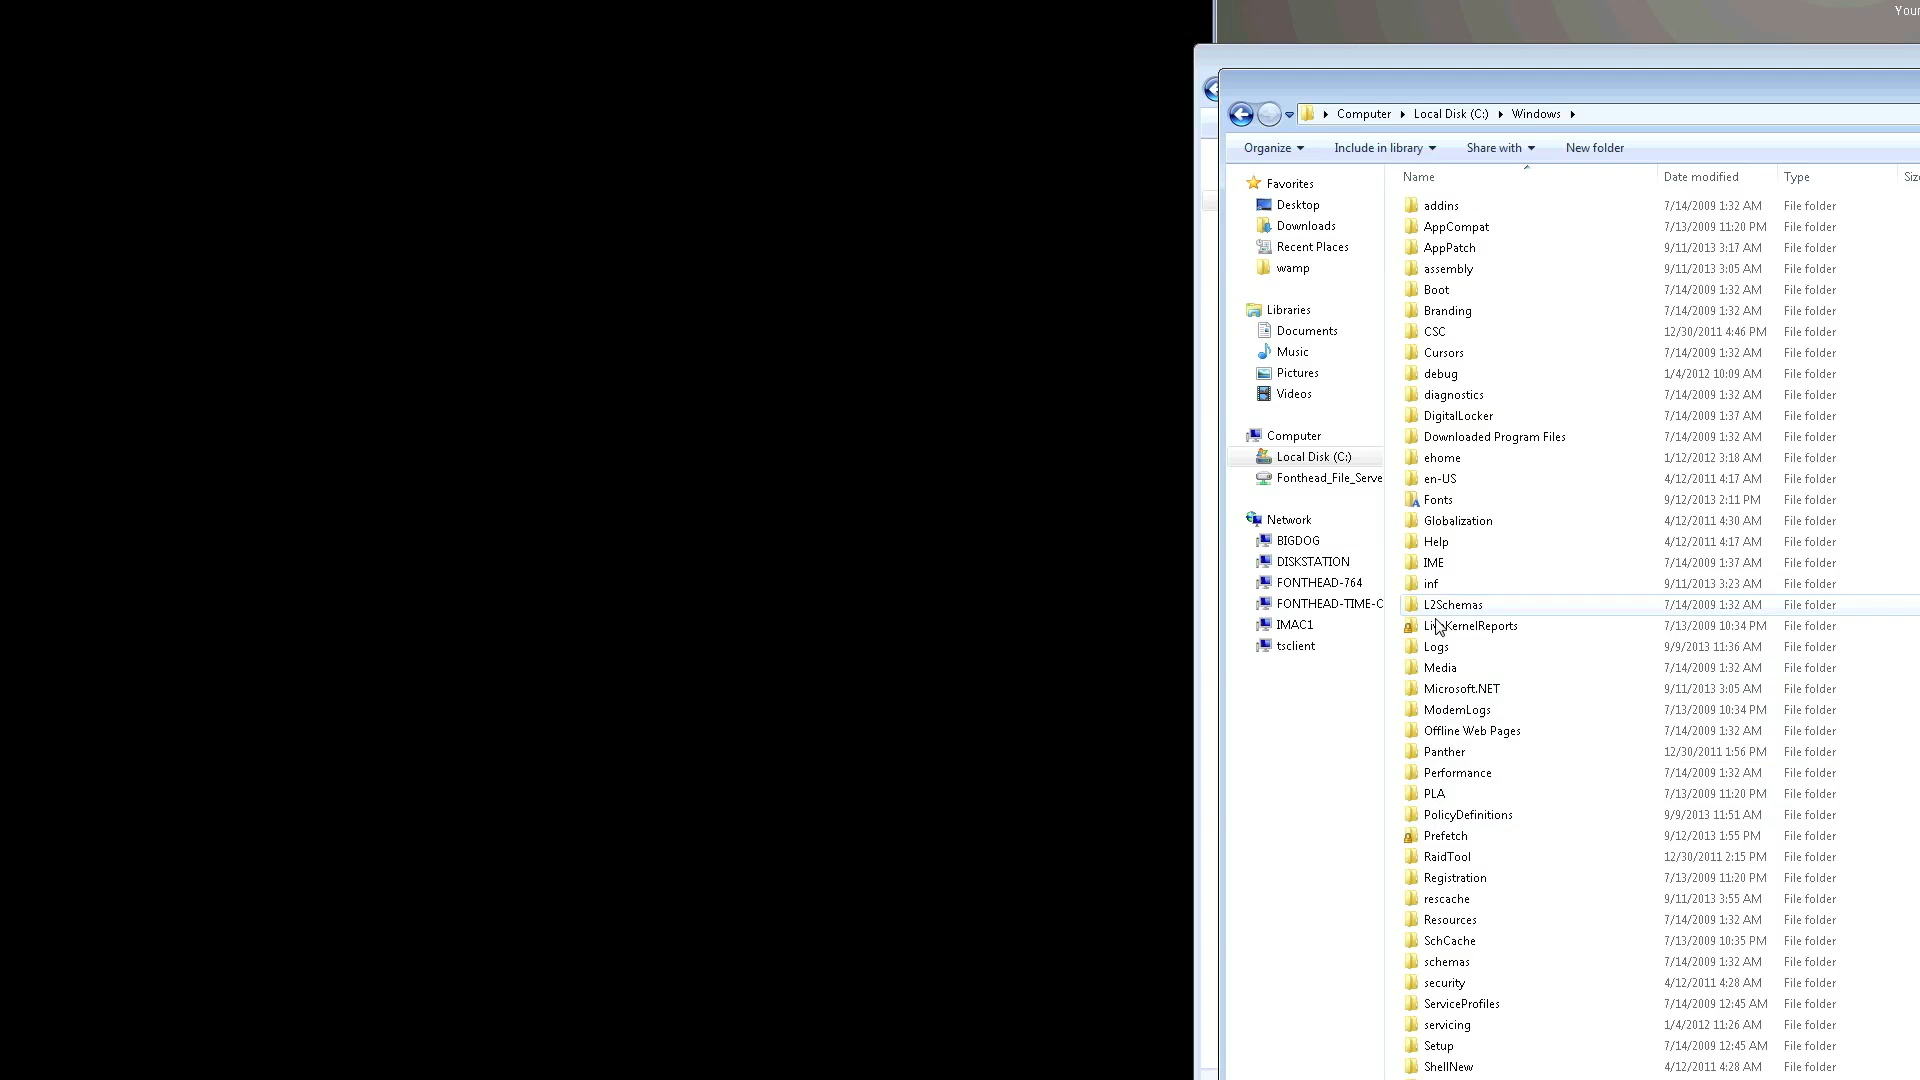 Your
Computer Local Disk (C:) Windows
Organize Include in library Share with New folder
Name Date modified Type Siz
Favorites
Desktop
Downloads
Recent Places
wamp
Libraries
Documents
Music
Pictures
Videos
Computer
Local Disk (C:)
Fonthead_File_Serve
Network
BIGDOG
DISKSTATION
FONTHEAD-764
FONTHEAD-TIME-C
IMAC1
tsclient
addins 7/14/2009 1:32 AM File folder
AppCompat 7/13/2009 11:20 PM File folder
AppPatch 9/11/2013 3:17 AM File folder
assembly 9/11/2013 3:05 AM File folder
Boot 7/14/2009 1:32 AM File folder
Branding 7/14/2009 1:32 AM File folder
CSC 12/30/2011 4:46 PM File folder
Cursors 7/14/2009 1:32 AM File folder
debug 1/4/2012 10:09 AM File folder
diagnostics 7/14/2009 1:32 AM File folder
DigitalLocker 7/14/2009 1:37 AM File folder
Downloaded Program Files 7/14/2009 1:32 AM File folder
ehome 1/12/2012 3:18 AM File folder
en-US 4/12/2011 4:17 AM File folder
Fonts 9/12/2013 2:11 PM File folder
Globalization 4/12/2011 4:30 AM File folder
Help 4/12/2011 4:17 AM File folder
IME 7/14/2009 1:37 AM File folder
inf 9/11/2013 3:23 AM File folder
L2Schemas 7/14/2009 1:32 AM File folder
LiveKernelReports 7/13/2009 10:34 PM File folder
Logs 9/9/2013 11:36 AM File folder
Media 7/14/2009 1:32 AM File folder
Microsoft.NET 9/11/2013 3:05 AM File folder
ModemLogs 7/13/2009 10:34 PM File folder
Offline Web Pages 7/14/2009 1:32 AM File folder
Panther 12/30/2011 1:56 PM File folder
Performance 7/14/2009 1:32 AM File folder
PLA 7/13/2009 11:20 PM File folder
PolicyDefinitions 9/9/2013 11:51 AM File folder
Prefetch 9/12/2013 1:55 PM File folder
RaidTool 12/30/2011 2:15 PM File folder
Registration 7/13/2009 11:20 PM File folder
rescache 9/11/2013 3:55 AM File folder
Resources 7/14/2009 1:32 AM File folder
SchCache 7/13/2009 10:35 PM File folder
schemas 7/14/2009 1:32 AM File folder
security 4/12/2011 4:28 AM File folder
ServiceProfiles 7/14/2009 12:45 AM File folder
servicing 1/4/2012 11:26 AM File folder
Setup 7/14/2009 12:45 AM File folder
ShellNew 4/12/2011 4:28 AM File folder